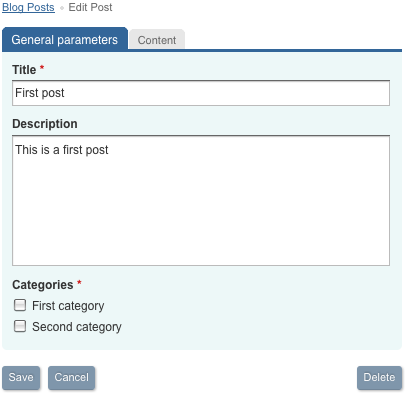 Blog Posts • Edit Post
General parameters Content
Title *
First post
Description
This is a first post
Categories *
First category
Second category
Save Cancel Delete